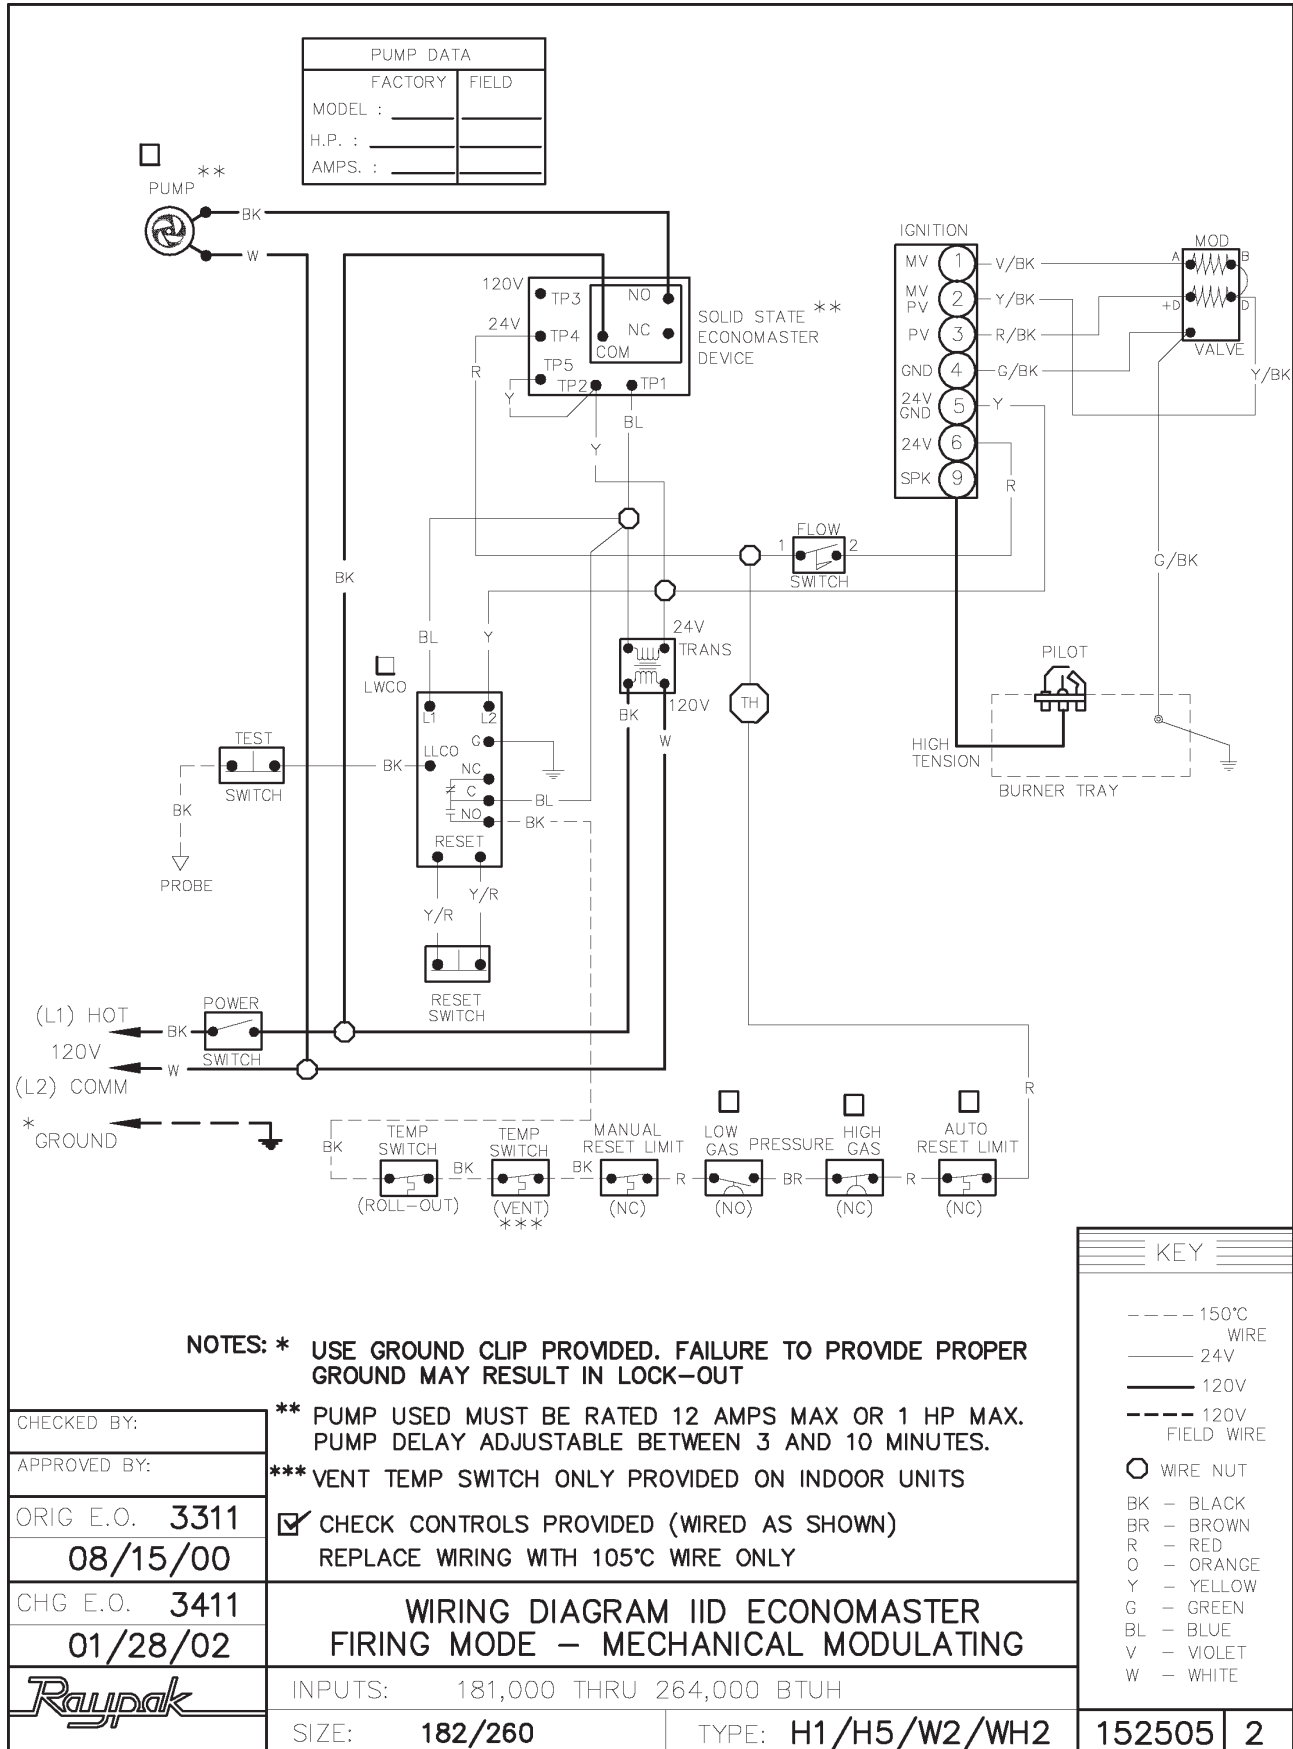 PUMP DATA
FACTORY FIELD
MODEL :
H.P. :
AMPS. :
**
PUMP
BK
W
IGNITION
MV 1 V/BK
MV PV 2 Y/BK
PV 3 R/BK
GND 4 G/BK
24V GND 5 Y
24V 6
SPK 9
R
MOD
A B
+D D
VALVE
Y/BK
120V TP3 NO
24V TP4 NC
COM
TP5
TP2 TP1
SOLID STATE **
ECONOMASTER
DEVICE
R
Y
BL
Y
FLOW
1 2
SWITCH
BK
G/BK
BL
Y
24V
TRANS
120V
BK
W
TH
PILOT
HIGH
TENSION
BURNER TRAY
LWCO
L1 L2
G
LLCO
NC
C
NO
RESET
BK
BL
BK
TEST
SWITCH
BK
PROBE
Y/R
Y/R
RESET
SWITCH
(L1) HOT
BK
POWER
SWITCH
120V
W
(L2) COMM
*
GROUND
R
BK
TEMP
SWITCH
(ROLL-OUT)
BK
TEMP
SWITCH
(VENT)
***
BK
MANUAL
RESET LIMIT
(NC)
R
LOW
GAS
(NO)
PRESSURE
BR
HIGH
GAS
(NC)
R
AUTO
RESET LIMIT
(NC)
KEY
150°C
WIRE
24V
120V
120V
FIELD WIRE
WIRE NUT
BK - BLACK
BR - BROWN
R - RED
O - ORANGE
Y - YELLOW
G - GREEN
BL - BLUE
V - VIOLET
W - WHITE
NOTES: * USE GROUND CLIP PROVIDED. FAILURE TO PROVIDE PROPER
GROUND MAY RESULT IN LOCK-OUT
** PUMP USED MUST BE RATED 12 AMPS MAX OR 1 HP MAX.
PUMP DELAY ADJUSTABLE BETWEEN 3 AND 10 MINUTES.
*** VENT TEMP SWITCH ONLY PROVIDED ON INDOOR UNITS
☑ CHECK CONTROLS PROVIDED (WIRED AS SHOWN)
REPLACE WIRING WITH 105°C WIRE ONLY
CHECKED BY:
APPROVED BY:
ORIG E.O. 3311
08/15/00
CHG E.O. 3411
01/28/02
Raypak
WIRING DIAGRAM IID ECONOMASTER
FIRING MODE - MECHANICAL MODULATING
INPUTS: 181,000 THRU 264,000 BTUH
SIZE: 182/260
TYPE: H1/H5/W2/WH2
152505 2